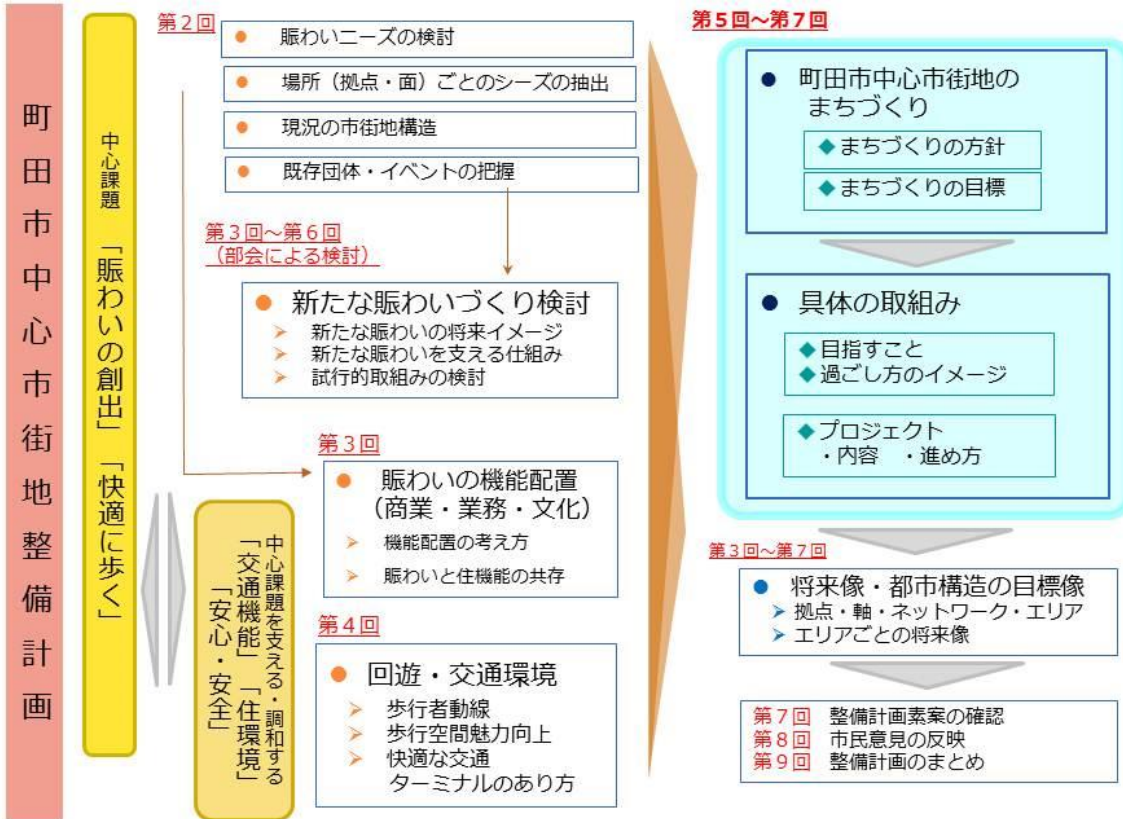 町田市中心市街地整備計画
中心課題 「賑わいの創出」「快適に歩く」
中心課題を支える・調和する
「交通機能」「住環境」
「安心・安全」
第2回
● 賑わいニーズの検討
● 場所（拠点・面）ごとのシーズの抽出
● 現況の市街地構造
● 既存団体・イベントの把握
第3回～第6回
（部会による検討）
● 新たな賑わいづくり検討
➢ 新たな賑わいの将来イメージ
➢ 新たな賑わいを支える仕組み
➢ 試行的取組みの検討
第3回
● 賑わいの機能配置
（商業・業務・文化）
➢ 機能配置の考え方
➢ 賑わいと住機能の共存
第4回
● 回遊・交通環境
➢ 歩行者動線
➢ 歩行空間魅力向上
➢ 快適な交通
ターミナルのあり方
第5回～第7回
● 町田市中心市街地の
まちづくり
◆まちづくりの方針
◆まちづくりの目標
● 具体の取組み
◆目指すこと
◆過ごし方のイメージ
◆プロジェクト
・内容 ・進め方
第3回～第7回
● 将来像・都市構造の目標像
➢ 拠点・軸・ネットワーク・エリア
➢ エリアごとの将来像
第7回 整備計画素案の確認
第8回 市民意見の反映
第9回 整備計画のまとめ